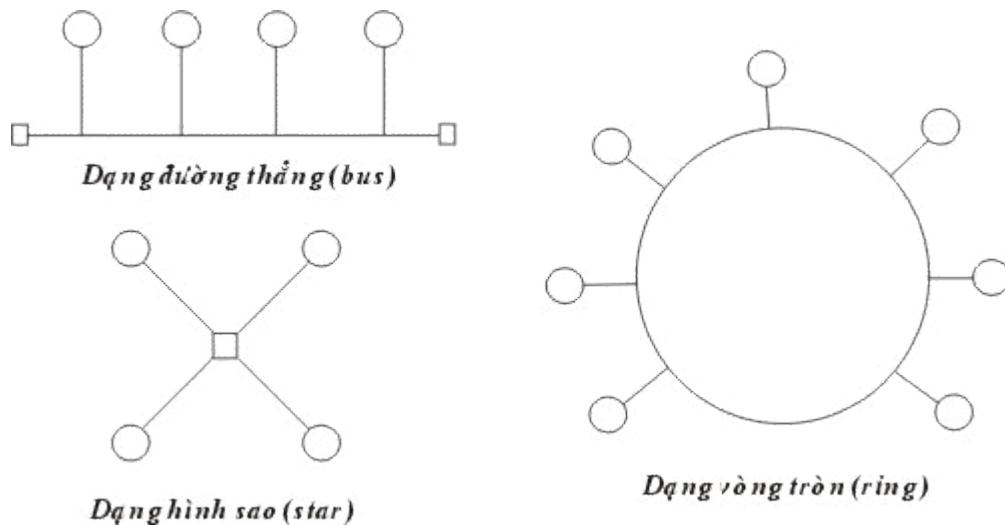 Dạng đường thẳng (bus)
Dạng hình sao (star)
Dạng vòng tròn (ring)